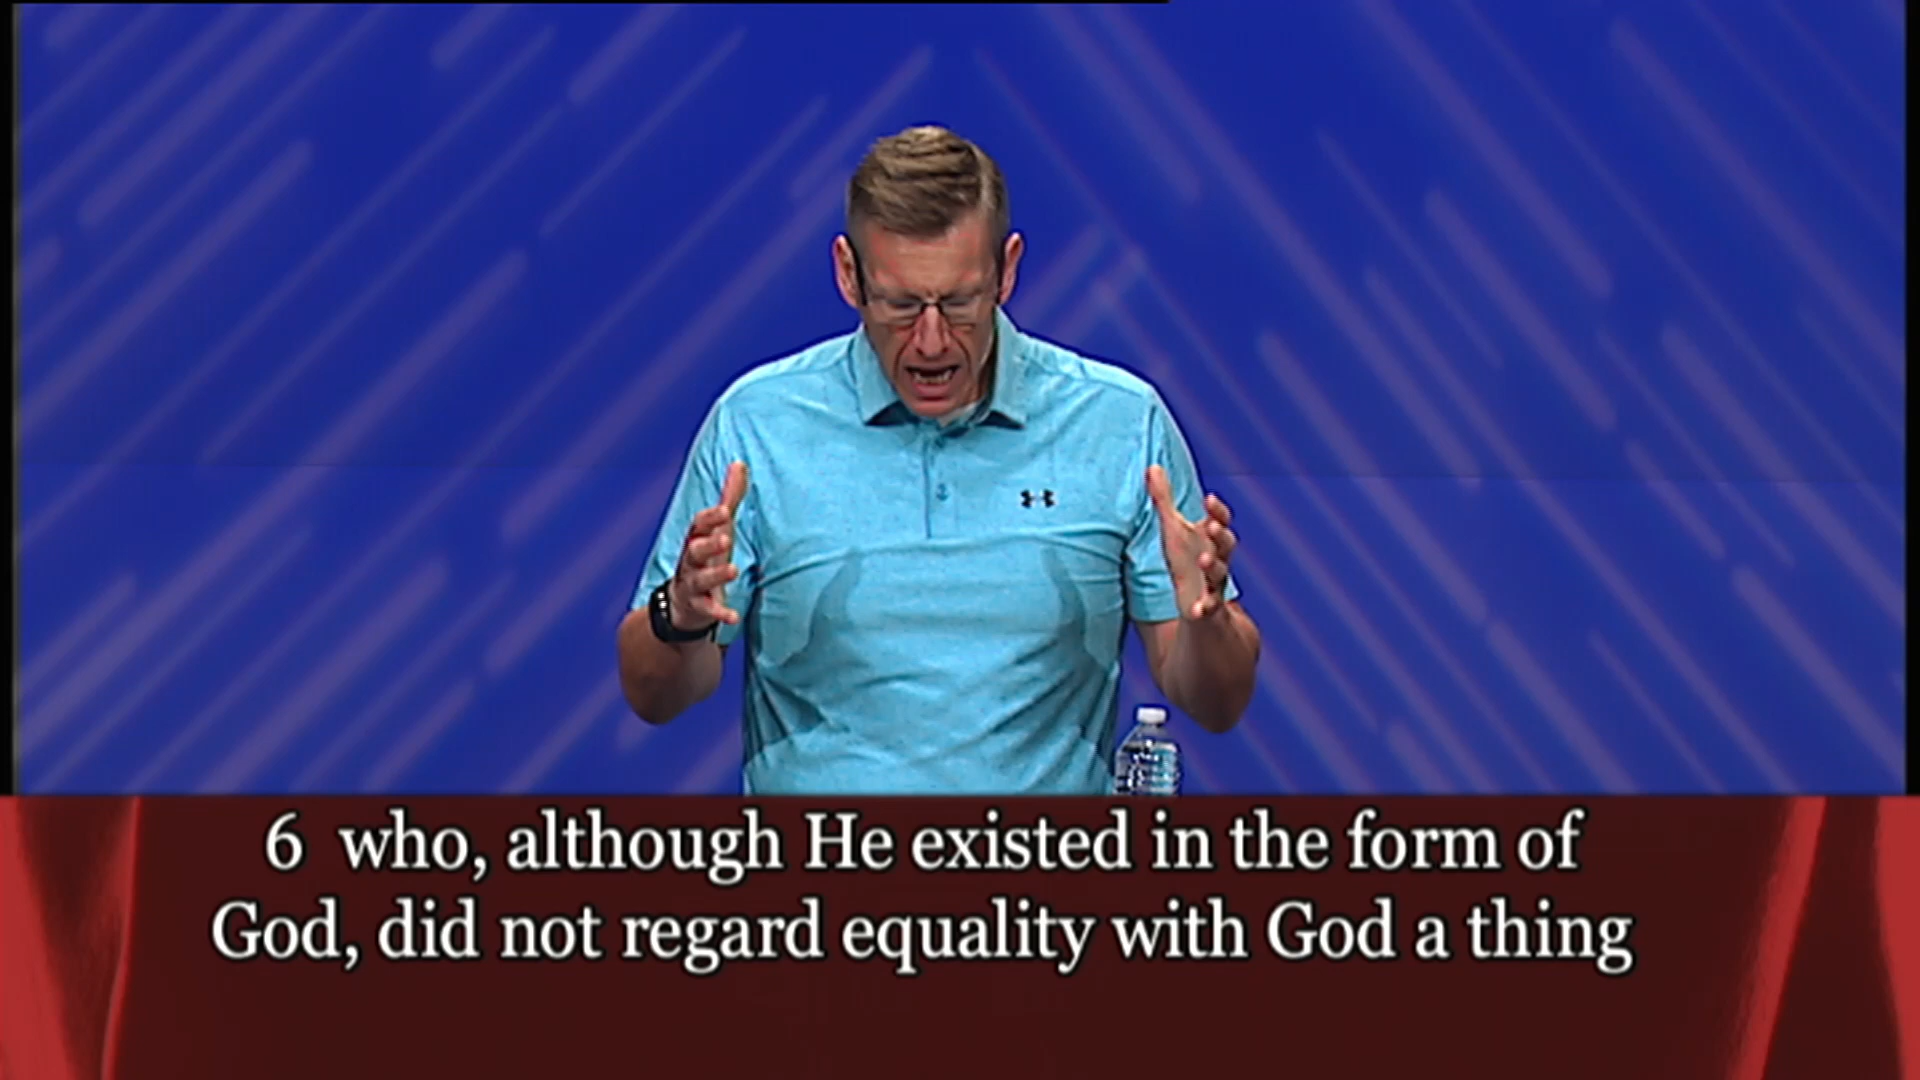 6 who, although He existed in the form of
God, did not regard equality with God a thing